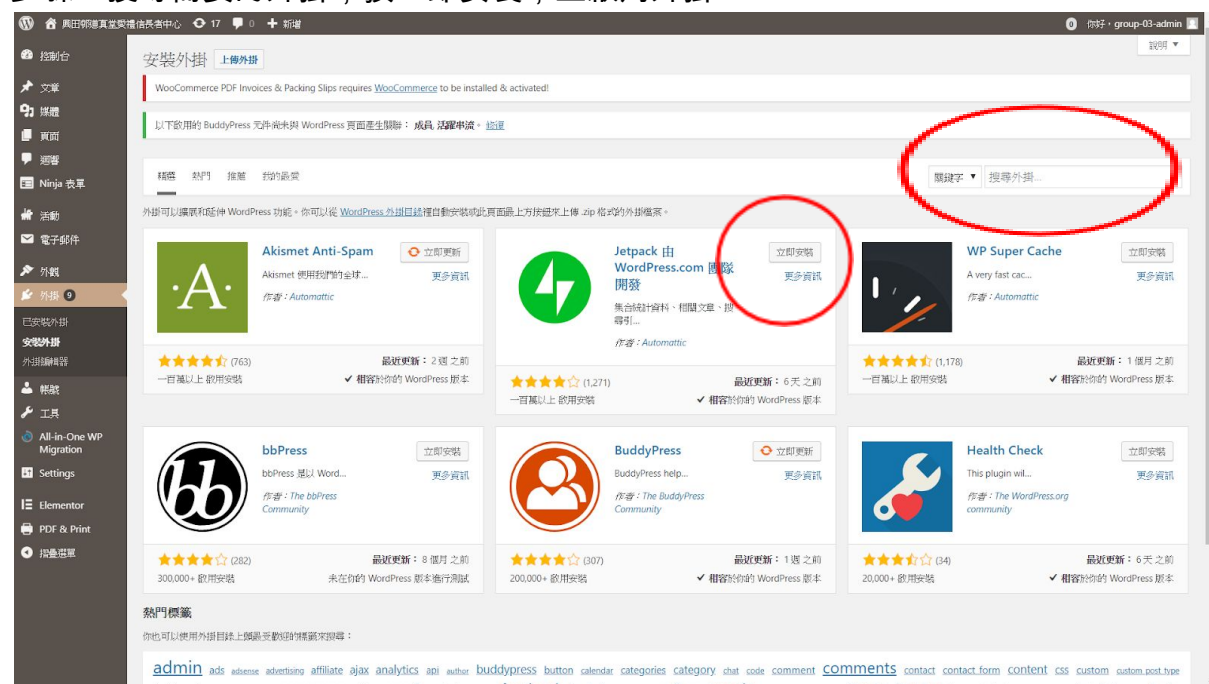 興田邨德真堂愛禮信長者中心 17 0 新增
0 你好,group-03-admin
說明 ▼
控制台
文章
媒體
頁面
迴響
Ninja 表單
活動
電子郵件
外觀
外掛 9
已安裝外掛
安裝外掛
外掛編輯器
帳號
工具
All-in-One WP
Migration
Settings
Elementor
PDF & Print
摺疊選單
安裝外掛 上傳外掛
WooCommerce PDF Invoices & Packing Slips requires WooCommerce to be installed & activated!
以下啟用的 BuddyPress 元件尚未與 WordPress 頁面產生關聯: 成員, 活躍串流。 修復
精選 熱門 推薦 我的最愛
關鍵字 ▼ 搜尋外掛...
外掛可以擴展和延伸 WordPress 功能。你可以從 WordPress 外掛目錄裡自動安裝或此頁面最上方按鈕來上傳 .zip 格式的外掛檔案。
Akismet Anti-Spam
立即更新
Akismet 使用我們的全球...
更多資訊
作者:Automattic
(763)
最近更新:2 週 之前
一百萬以上 啟用安裝
✔ 相容於你的 WordPress 版本
Jetpack 由
WordPress.com 團隊
開發
立即安裝
更多資訊
集合統計資料、相關文章、搜
尋引...
作者:Automattic
(1,271)
最近更新:6 天 之前
一百萬以上 啟用安裝
✔ 相容於你的 WordPress 版本
WP Super Cache
立即安裝
A very fast cac...
更多資訊
作者:Automattic
(1,178)
最近更新:1 個月 之前
一百萬以上 啟用安裝
✔ 相容於你的 WordPress 版本
bbPress
立即安裝
bbPress 是以 Word...
更多資訊
作者:The bbPress
Community
(282)
最近更新:8 個月 之前
300,000+ 啟用安裝
未在你的 WordPress 版本進行測試
BuddyPress
立即更新
BuddyPress help...
更多資訊
作者:The BuddyPress
Community
(307)
最近更新:1 週 之前
200,000+ 啟用安裝
✔ 相容於你的 WordPress 版本
Health Check
立即安裝
This plugin wil...
更多資訊
作者:The WordPress.org
community
(34)
最近更新:6 天 之前
20,000+ 啟用安裝
✔ 相容於你的 WordPress 版本
熱門標籤
你也可以使用外掛目錄上頭最受歡迎的標籤來搜尋:
admin ads adsense advertising affiliate ajax analytics api author buddypress button calendar categories category chat code comment comments contact contact form content css custom custom post type